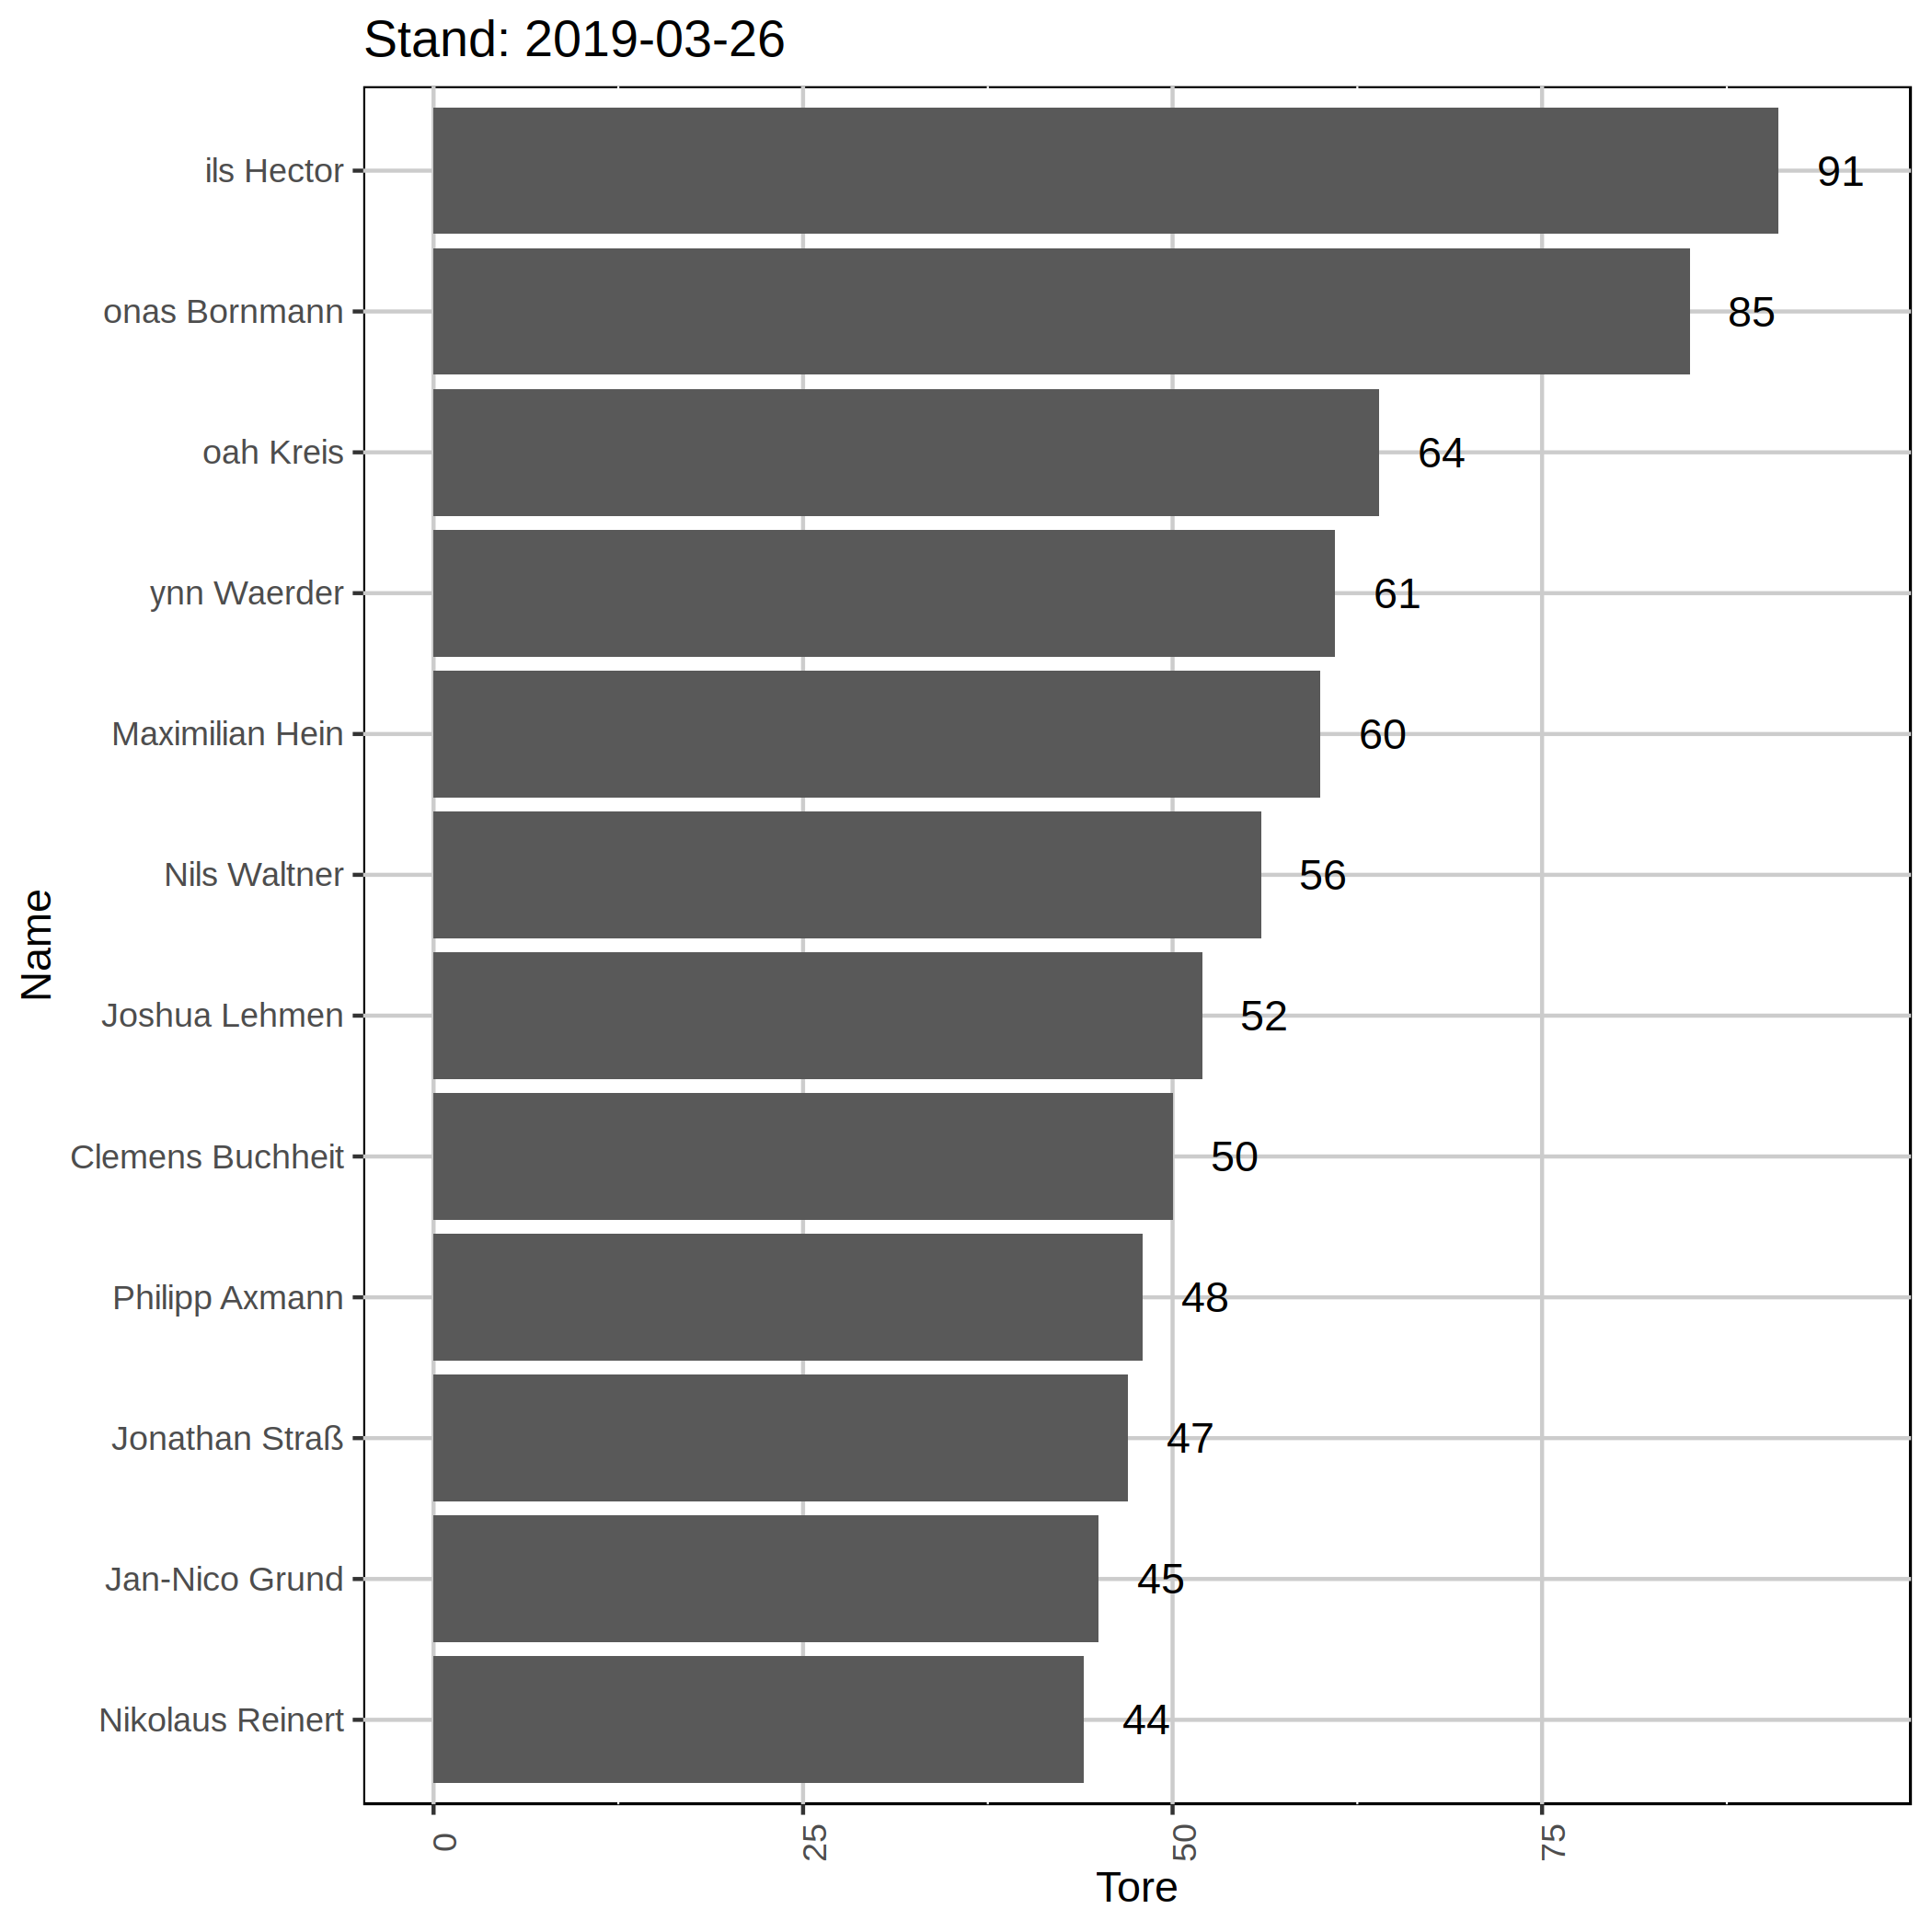 Stand: 2019-03-26
ils Hector 91
onas Bornmann 85
oah Kreis 64
ynn Waerder 61
Maximilian Hein 60
Nils Waltner 56
Joshua Lehmen 52
Clemens Buchheit 50
Philipp Axmann 48
Jonathan Straß 47
Jan-Nico Grund 45
Nikolaus Reinert 44
Name
0 25 50 75
Tore